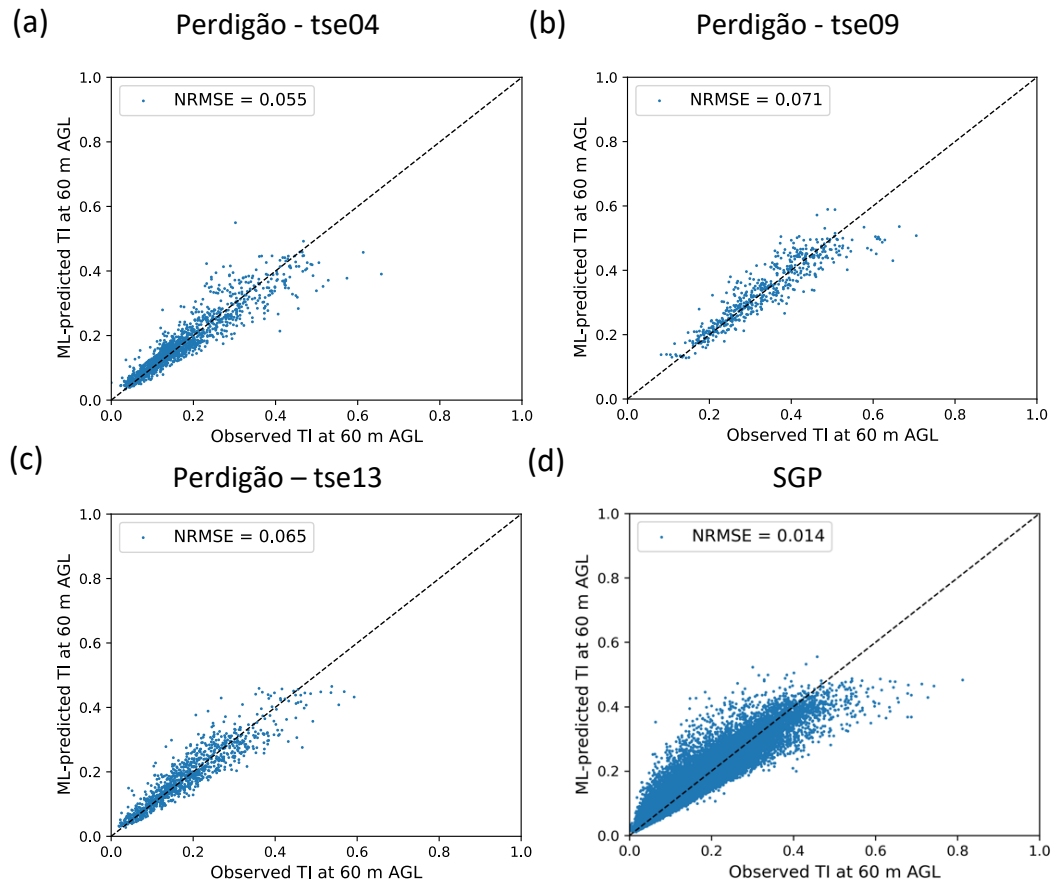 (a)
Perdigão - tse04
NRMSE = 0.055
ML-predicted TI at 60 m AGL
1.0
0.8
0.6
0.4
0.2
0.0
0.0 0.2 0.4 0.6 0.8 1.0
Observed TI at 60 m AGL
(b)
Perdigão - tse09
NRMSE = 0.071
ML-predicted TI at 60 m AGL
1.0
0.8
0.6
0.4
0.2
0.0
0.0 0.2 0.4 0.6 0.8 1.0
Observed TI at 60 m AGL
(c)
Perdigão – tse13
NRMSE = 0.065
ML-predicted TI at 60 m AGL
1.0
0.8
0.6
0.4
0.2
0.0
0.0 0.2 0.4 0.6 0.8 1.0
Observed TI at 60 m AGL
(d)
SGP
NRMSE = 0.014
ML-predicted TI at 60 m AGL
1.0
0.8
0.6
0.4
0.2
0.0
0.0 0.2 0.4 0.6 0.8 1.0
Observed TI at 60 m AGL